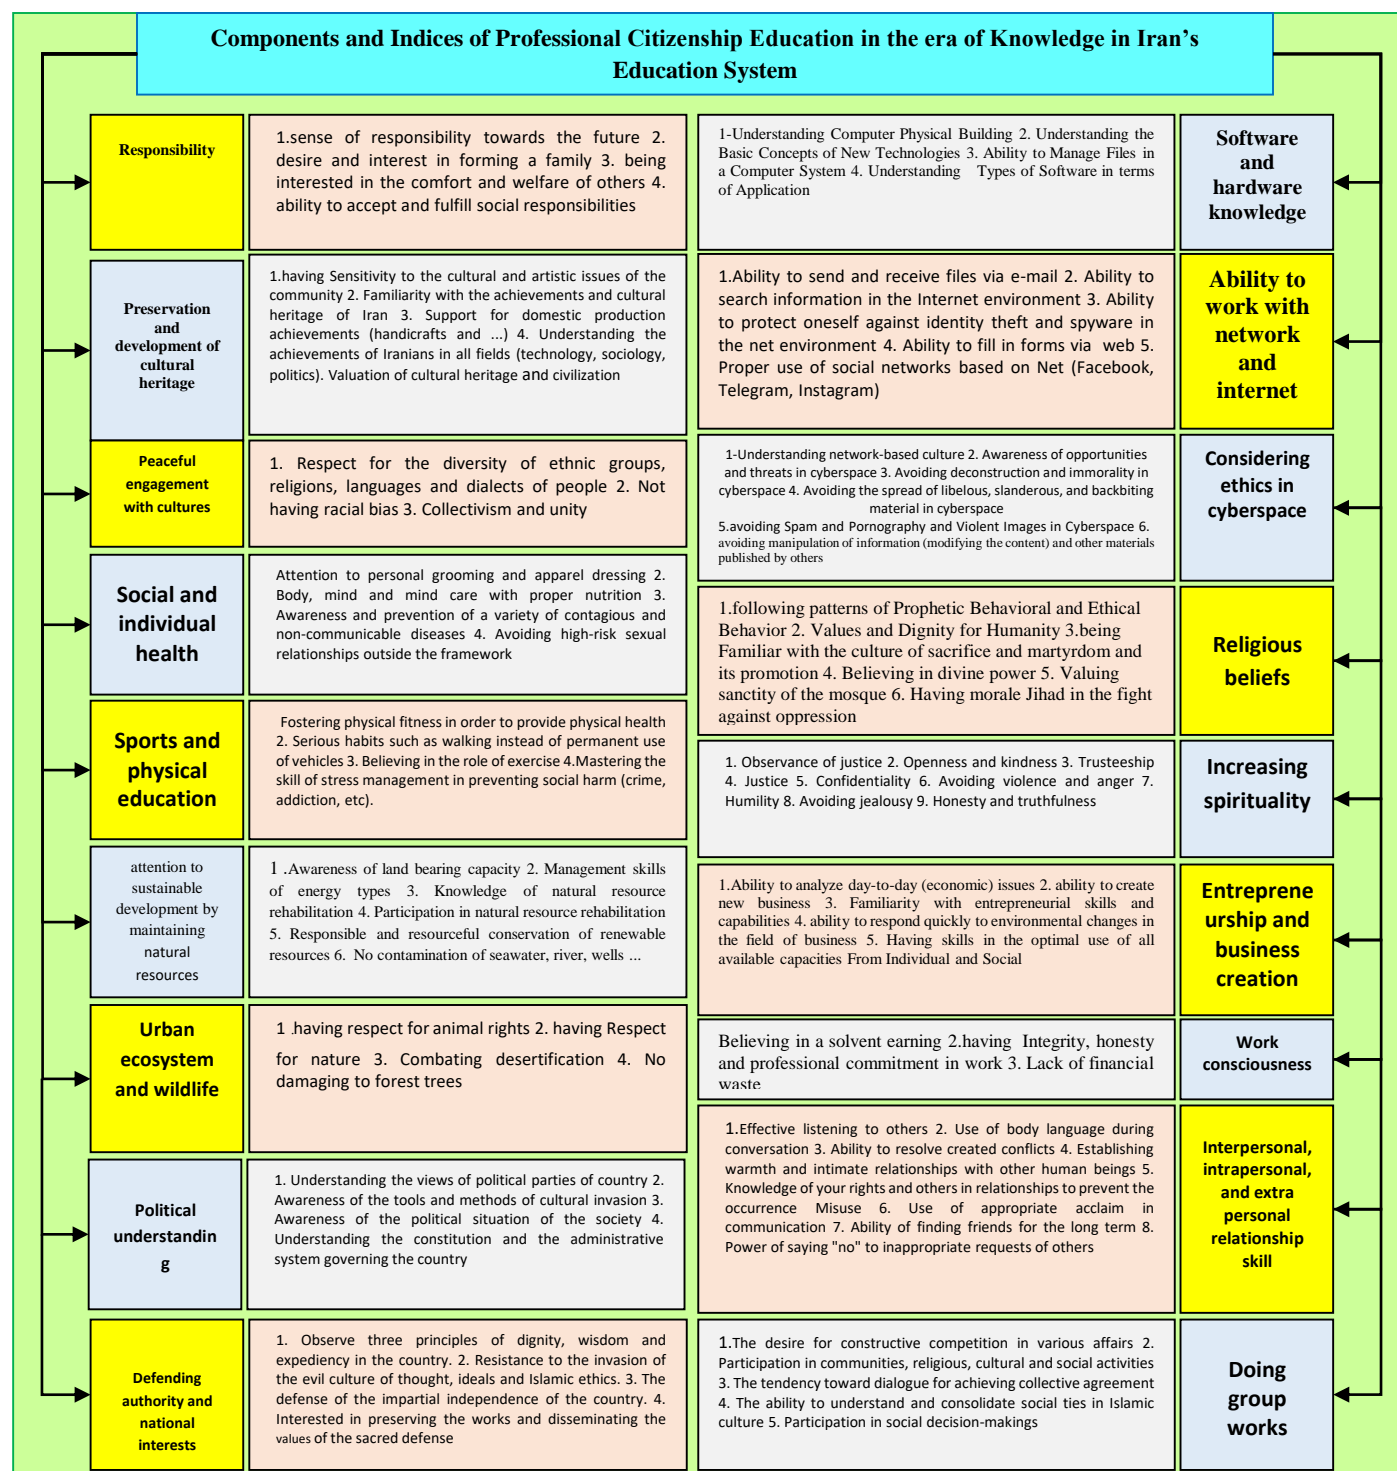 Components and Indices of Professional Citizenship Education in the era of Knowledge in Iran's
Education System
Responsibility
1.sense of responsibility towards the future 2.
desire and interest in forming a family 3. being
interested in the comfort and welfare of others 4.
ability to accept and fulfill social responsibilities
Preservation
and
development of
cultural
heritage
1.having Sensitivity to the cultural and artistic issues of the
community 2. Familiarity with the achievements and cultural
heritage of Iran 3. Support for domestic production
achievements (handicrafts and ...) 4. Understanding the
achievements of Iranians in all fields (technology, sociology,
politics). Valuation of cultural heritage and civilization
Peaceful
engagement
with cultures
1. Respect for the diversity of ethnic groups,
religions, languages and dialects of people 2. Not
having racial bias 3. Collectivism and unity
Social and
individual
health
Attention to personal grooming and apparel dressing 2.
Body, mind and mind care with proper nutrition 3.
Awareness and prevention of a variety of contagious and
non-communicable diseases 4. Avoiding high-risk sexual
relationships outside the framework
Sports and
physical
education
Fostering physical fitness in order to provide physical health
2. Serious habits such as walking instead of permanent use
of vehicles 3. Believing in the role of exercise 4.Mastering the
skill of stress management in preventing social harm (crime,
addiction, etc).
attention to
sustainable
development by
maintaining
natural
resources
1 .Awareness of land bearing capacity 2. Management skills
of energy types 3. Knowledge of natural resource
rehabilitation 4. Participation in natural resource rehabilitation
5. Responsible and resourceful conservation of renewable
resources 6. No contamination of seawater, river, wells ...
Urban
ecosystem
and wildlife
1 .having respect for animal rights 2. having Respect
for nature 3. Combating desertification 4. No
damaging to forest trees
Political
understandin
g
1. Understanding the views of political parties of country 2.
Awareness of the tools and methods of cultural invasion 3.
Awareness of the political situation of the society 4.
Understanding the constitution and the administrative
system governing the country
Defending
authority and
national
interests
1. Observe three principles of dignity, wisdom and
expediency in the country. 2. Resistance to the invasion of
the evil culture of thought, ideals and Islamic ethics. 3. The
defense of the impartial independence of the country. 4.
Interested in preserving the works and disseminating the
values of the sacred defense
1-Understanding Computer Physical Building 2. Understanding the
Basic Concepts of New Technologies 3. Ability to Manage Files in
a Computer System 4. Understanding Types of Software in terms
of Application
Software
and
hardware
knowledge
1.Ability to send and receive files via e-mail 2. Ability to
search information in the Internet environment 3. Ability
to protect oneself against identity theft and spyware in
the net environment 4. Ability to fill in forms via web 5.
Proper use of social networks based on Net (Facebook,
Telegram, Instagram)
Ability to
work with
network
and
internet
1-Understanding network-based culture 2. Awareness of opportunities
and threats in cyberspace 3. Avoiding deconstruction and immorality in
cyberspace 4. Avoiding the spread of libelous, slanderous, and backbiting
material in cyberspace
5.avoiding Spam and Pornography and Violent Images in Cyberspace 6.
avoiding manipulation of information (modifying the content) and other materials
published by others
Considering
ethics in
cyberspace
1.following patterns of Prophetic Behavioral and Ethical
Behavior 2. Values and Dignity for Humanity 3.being
Familiar with the culture of sacrifice and martyrdom and
its promotion 4. Believing in divine power 5. Valuing
sanctity of the mosque 6. Having morale Jihad in the fight
against oppression
Religious
beliefs
1. Observance of justice 2. Openness and kindness 3. Trusteeship
4. Justice 5. Confidentiality 6. Avoiding violence and anger 7.
Humility 8. Avoiding jealousy 9. Honesty and truthfulness
Increasing
spirituality
1.Ability to analyze day-to-day (economic) issues 2. ability to create
new business 3. Familiarity with entrepreneurial skills and
capabilities 4. ability to respond quickly to environmental changes in
the field of business 5. Having skills in the optimal use of all
available capacities From Individual and Social
Entreprene
urship and
business
creation
Believing in a solvent earning 2.having Integrity, honesty
and professional commitment in work 3. Lack of financial
waste
Work
consciousness
1.Effective listening to others 2. Use of body language during
conversation 3. Ability to resolve created conflicts 4. Establishing
warmth and intimate relationships with other human beings 5.
Knowledge of your rights and others in relationships to prevent the
occurrence Misuse 6. Use of appropriate acclaim in
communication 7. Ability of finding friends for the long term 8.
Power of saying "no" to inappropriate requests of others
Interpersonal,
intrapersonal,
and extra
personal
relationship
skill
1.The desire for constructive competition in various affairs 2.
Participation in communities, religious, cultural and social activities
3. The tendency toward dialogue for achieving collective agreement
4. The ability to understand and consolidate social ties in Islamic
culture 5. Participation in social decision-makings
Doing
group
works